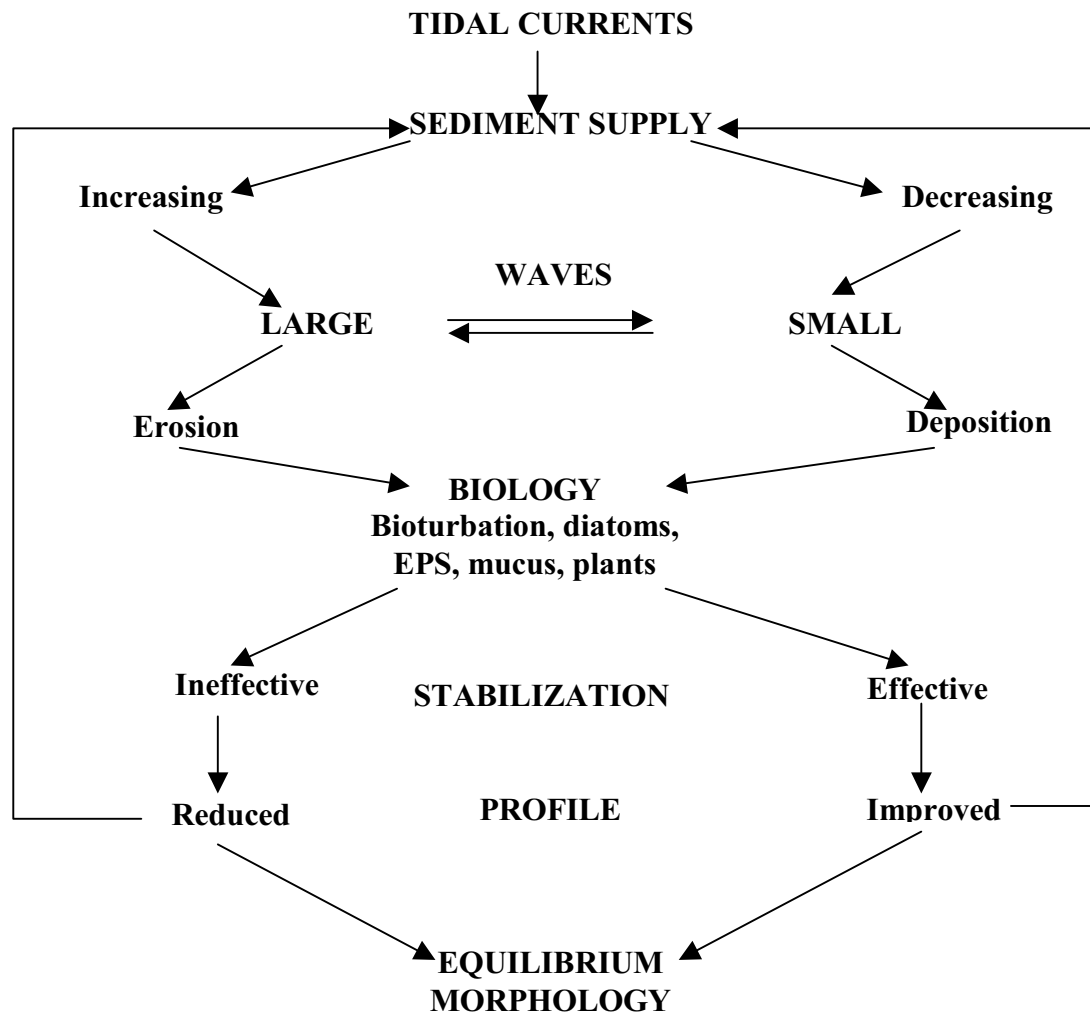 TIDAL CURRENTS
SEDIMENT SUPPLY
Increasing
Decreasing
WAVES
LARGE
SMALL
Erosion
Deposition
BIOLOGY
Bioturbation, diatoms,
EPS, mucus, plants
Ineffective
STABILIZATION
Effective
Reduced
PROFILE
Improved
EQUILIBRIUM
MORPHOLOGY